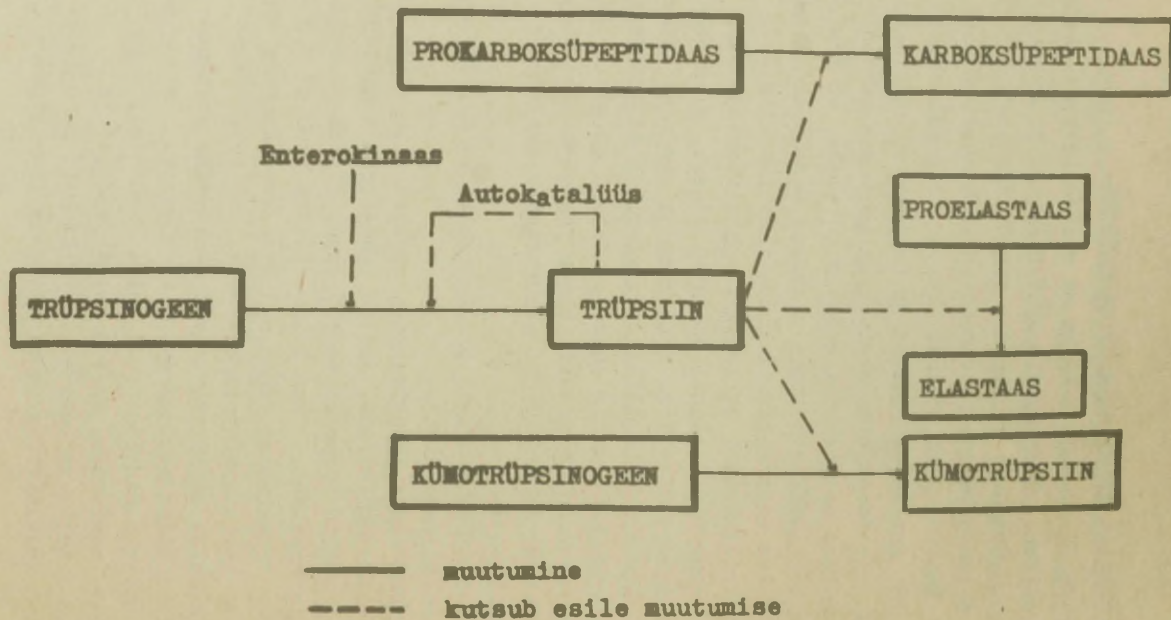 PROKARBOKSÜPEPTIDAAS
KARBOKSÜPEPTIDAAS
Enterokinaas
Autokatalüüs
PROELASTAAS
TRÜPSINOGEEN
TRÜPSIIN
ELASTAAS
KÜMOTRÜPSINOGEEN
KÜMOTRÜPSIIN
muutumine
kutsub esile muutumise